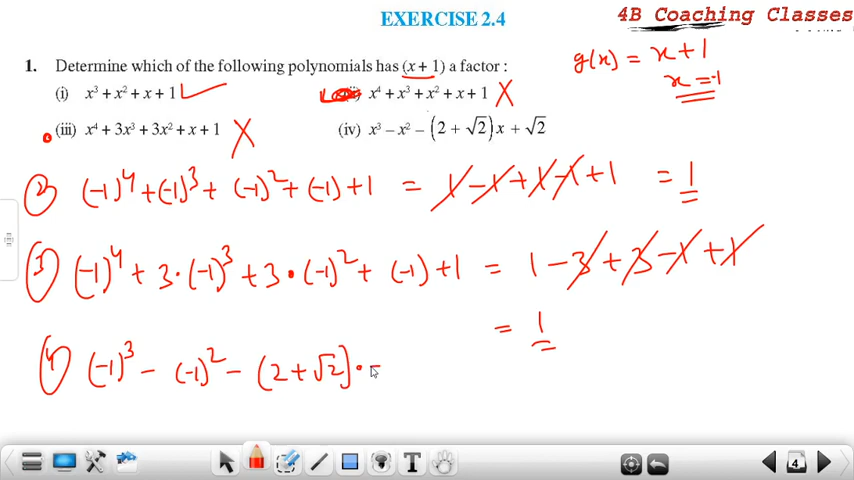 EXERCISE 2.4
4B Coaching Classes
1. Determine which of the following polynomials has (x + 1) a factor :
g(x) = x + 1
x = -1
(i) x³ + x² + x + 1
x⁴ + x³ + x² + x + 1 X
(iii) x⁴ + 3x³ + 3x² + x + 1 X
(iv) x³ – x² – (2 + √2) x + √2
② (-1)⁴ + (-1)³ + (-1)² + (-1) + 1 = 1 - 1 + 1 - 1 + 1 = 1
③ (-1)⁴ + 3·(-1)³ + 3·(-1)² + (-1) + 1 = 1 - 3 + 3 - 1 + 1
= 1
④ (-1)³ - (-1)² - (2 + √2) ·
T
4